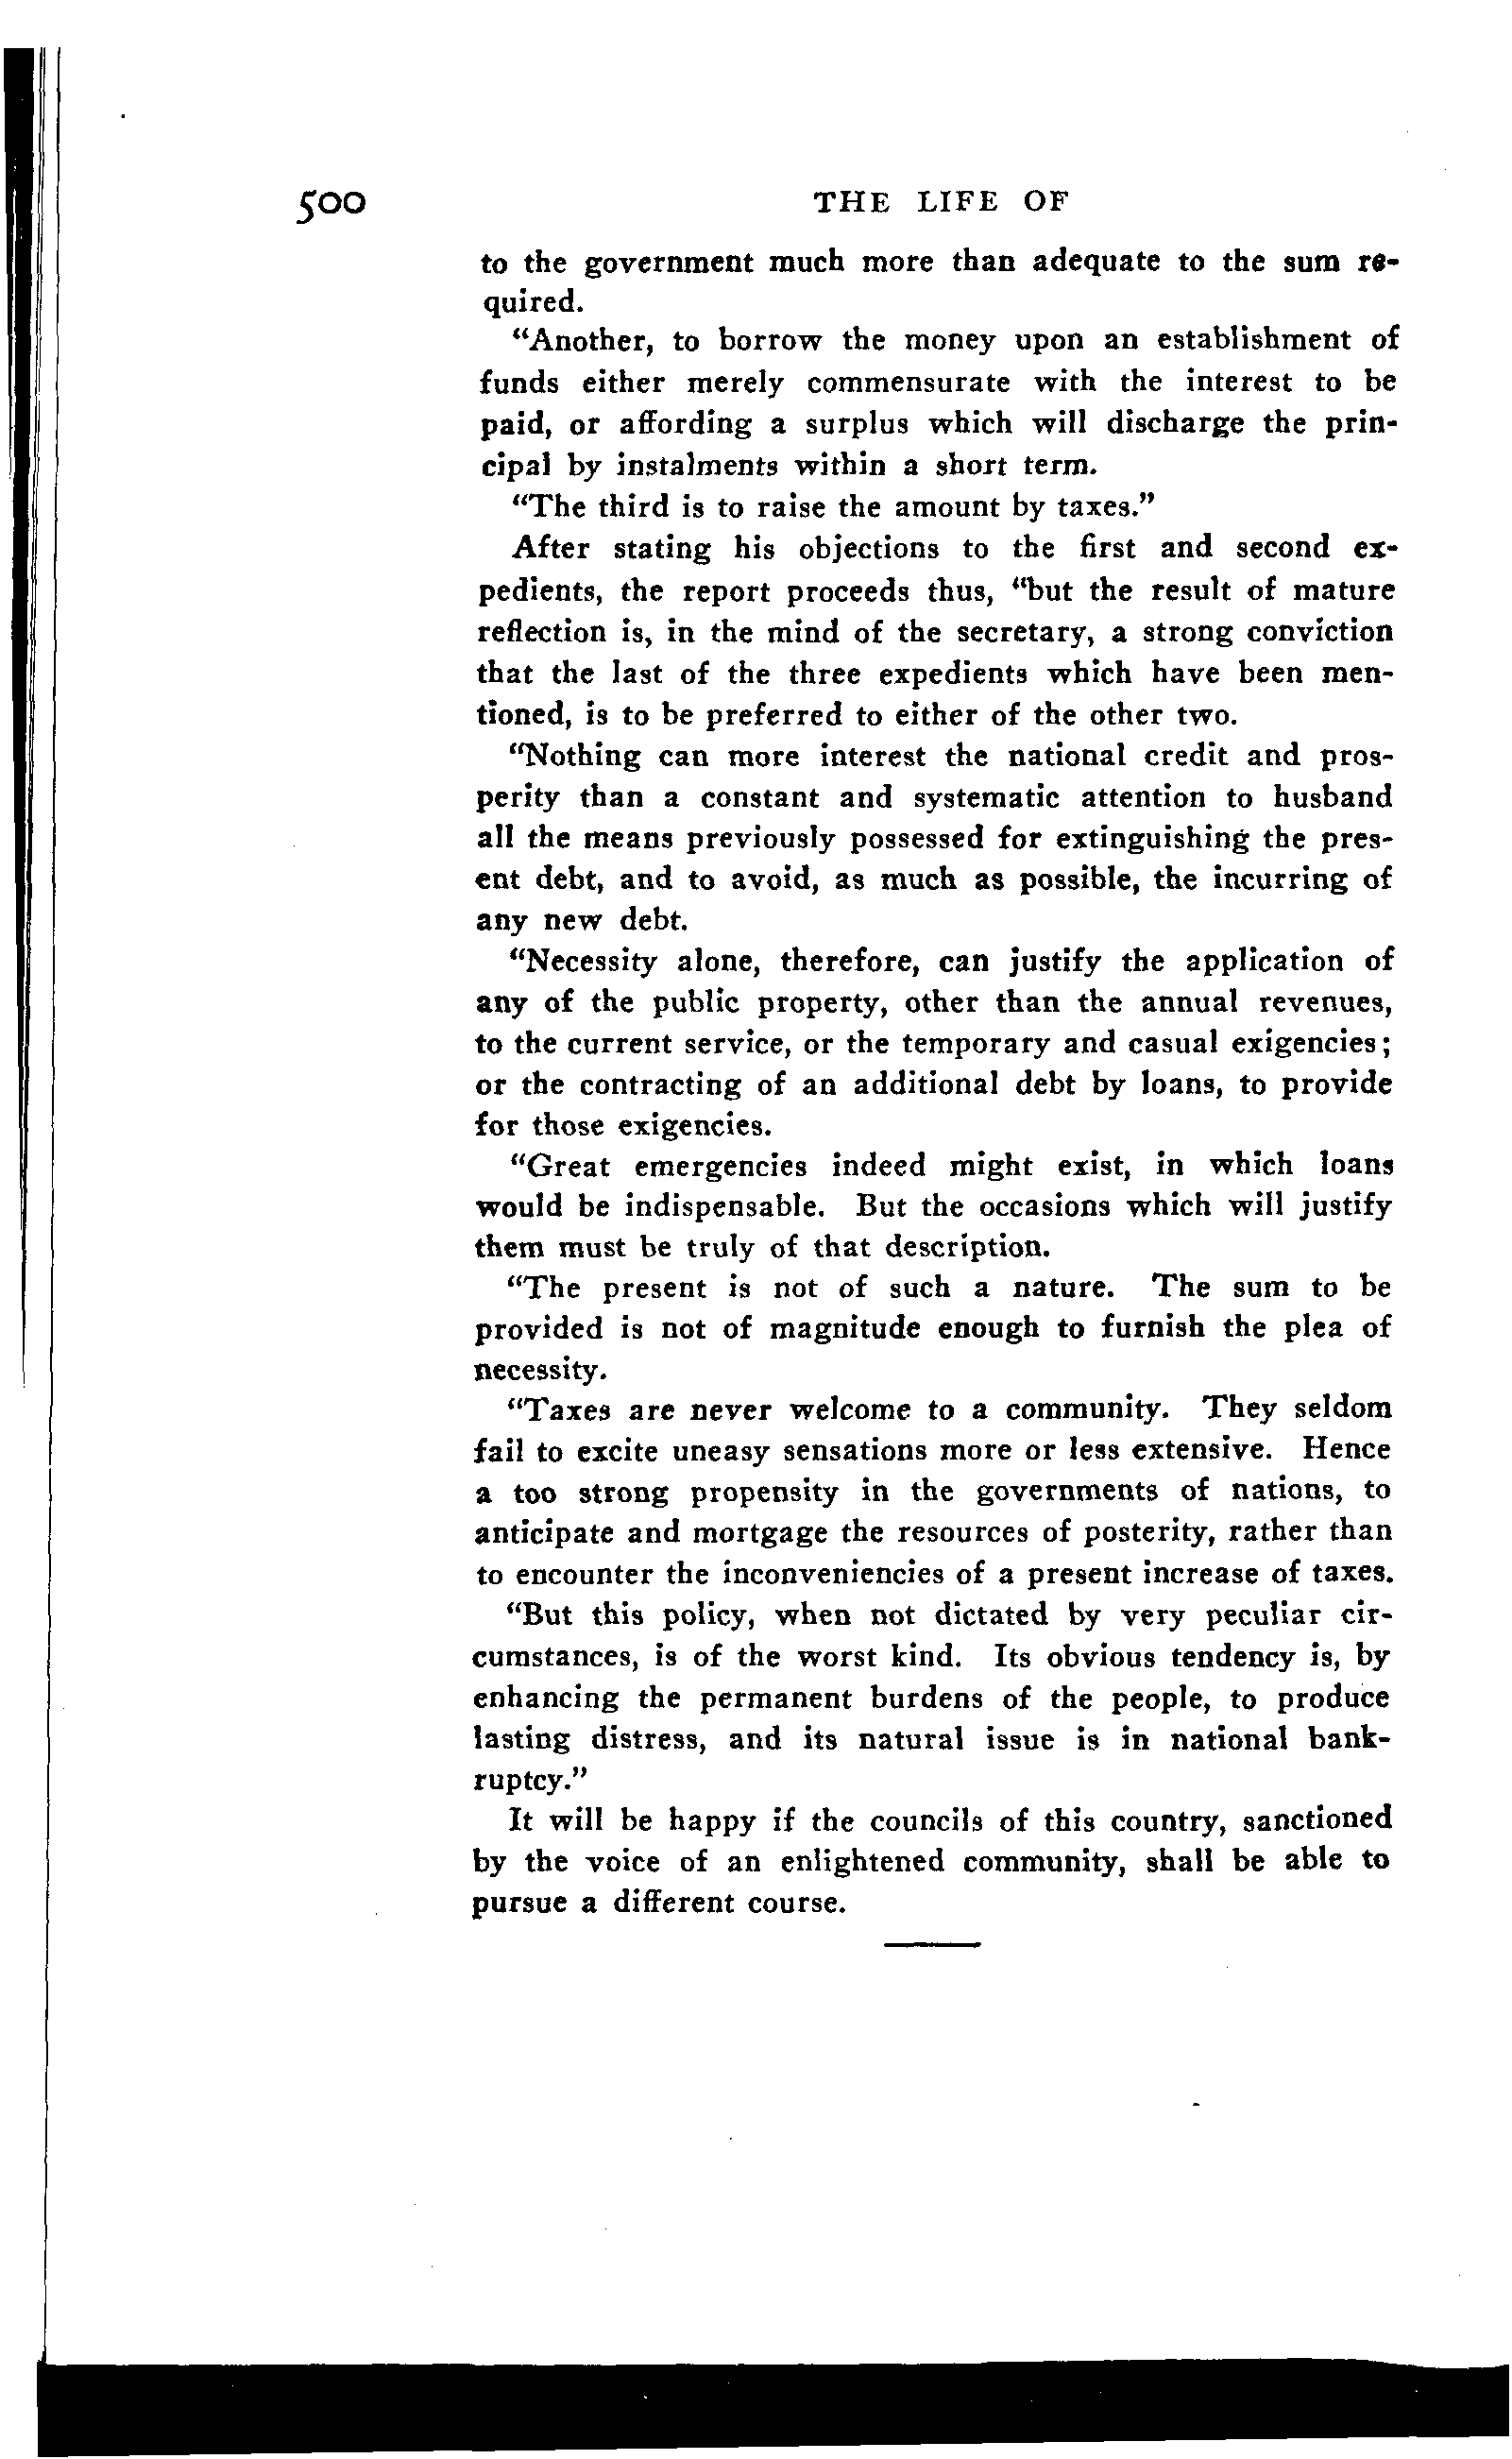 500 THE LIFE OF
to the government much more than adequate to the sum re-
quired.
"Another, to borrow the money upon an establishment of
funds either merely commensurate with the interest to be
paid, or affording a surplus which will discharge the prin-
cipal by instalments within a short term.
"The third is to raise the amount by taxes."
After stating his objections to the first and second ex-
pedients, the report proceeds thus, "but the result of mature
reflection is, in the mind of the secretary, a strong conviction
that the last of the three expedients which have been men-
tioned, is to be preferred to either of the other two.
"Nothing can more interest the national credit and pros-
perity than a constant and systematic attention to husband
all the means previously possessed for extinguishing the pres-
ent debt, and to avoid, as much as possible, the incurring of
any new debt.
"Necessity alone, therefore, can justify the application of
any of the public property, other than the annual revenues,
to the current service, or the temporary and casual exigencies;
or the contracting of an additional debt by loans, to provide
for those exigencies.
"Great emergencies indeed might exist, in which loans
would be indispensable. But the occasions which will justify
them must be truly of that description.
"The present is not of such a nature. The sum to be
provided is not of magnitude enough to furnish the plea of
necessity.
"Taxes are never welcome to a community. They seldom
fail to excite uneasy sensations more or less extensive. Hence
a too strong propensity in the governments of nations, to
anticipate and mortgage the resources of posterity, rather than
to encounter the inconveniencies of a present increase of taxes.
"But this policy, when not dictated by very peculiar cir-
cumstances, is of the worst kind. Its obvious tendency is, by
enhancing the permanent burdens of the people, to produce
lasting distress, and its natural issue is in national bank-
ruptcy."
It will be happy if the councils of this country, sanctioned
by the voice of an enlightened community, shall be able to
pursue a different course.